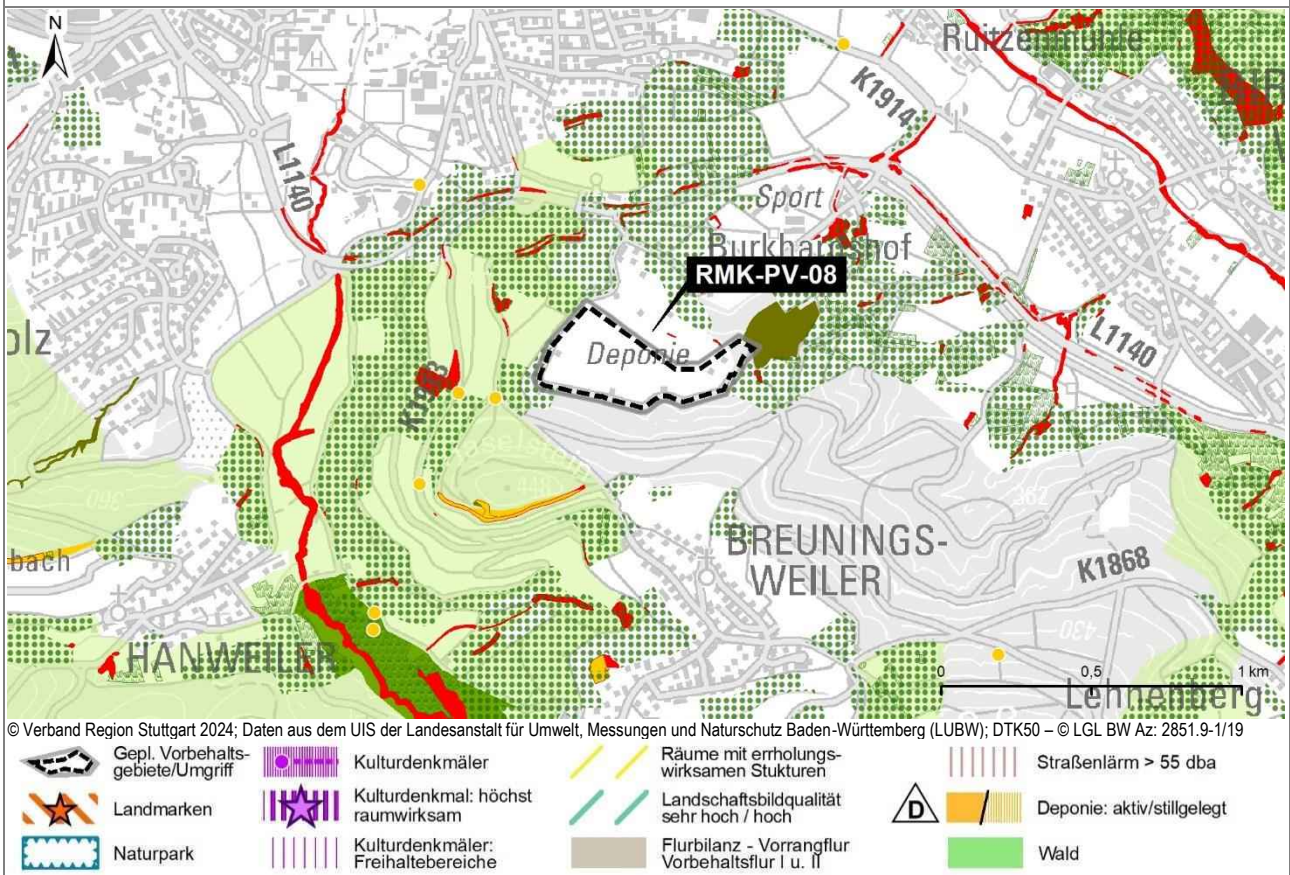 N
H
Ruitzenmühle
K1914
L1140
Sport
Burkhardshof
RMK-PV-08
Deponie
olz
L1140
BREUNINGS-
WEILER
362
K1868
360
bach
HANWEILER
430
Lehnenberg
0 0,5 1 km
© Verband Region Stuttgart 2024; Daten aus dem UIS der Landesanstalt für Umwelt, Messungen und Naturschutz Baden-Württemberg (LUBW); DTK50 – © LGL BW Az: 2851.9-1/19
Gepl. Vorbehalts-
gebiete/Umgriff
Kulturdenkmäler
Räume mit errholungs-
wirksamen Stukturen
Straßenlärm > 55 dba
Landmarken
Kulturdenkmal: höchst
raumwirksam
Landschaftsbildqualität
sehr hoch / hoch
D
Deponie: aktiv/stillgelegt
Naturpark
Kulturdenkmäler:
Freihaltebereiche
Flurbilanz - Vorrangflur
Vorbehaltsflur I u. II
Wald